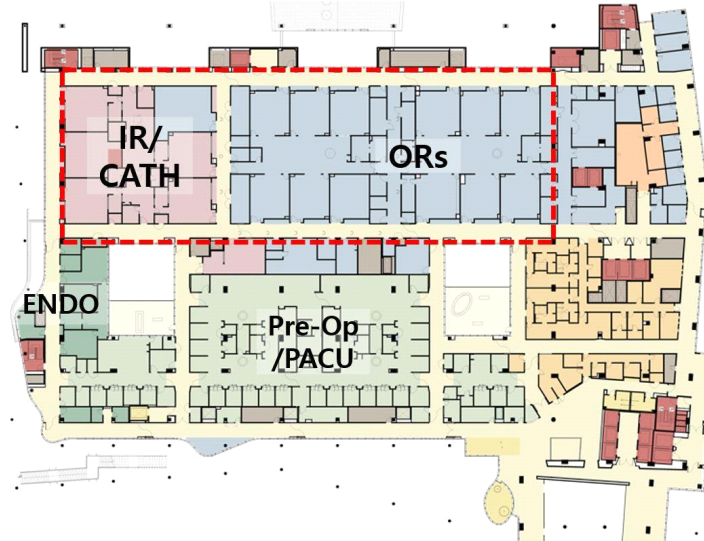 IR/
CATH
ORs
ENDO
Pre-Op
/PACU